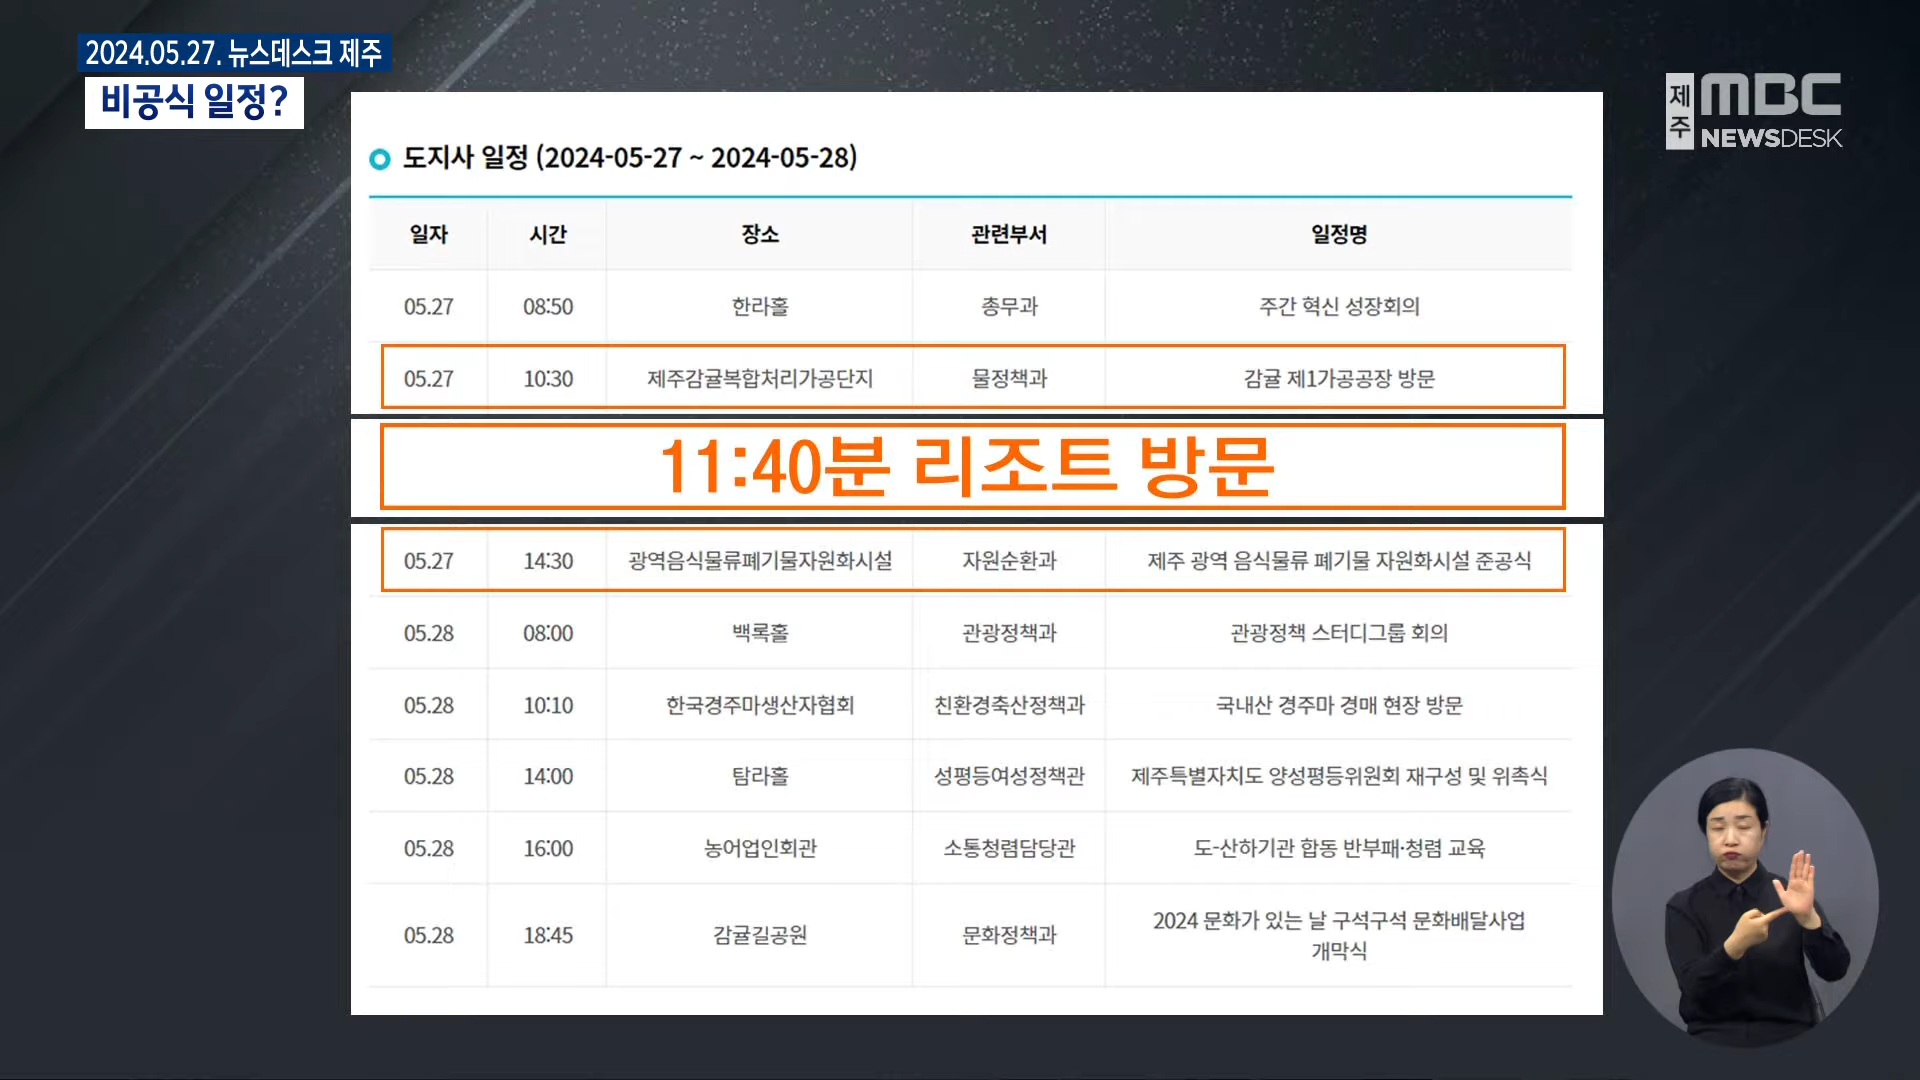 2024.05.27. 뉴스데스크 제주
비공식 일정?
제주 MBC
NEWSDESK
도지사 일정 (2024-05-27 ~ 2024-05-28)
일자 시간 장소 관련부서 일정명
05.27 08:50 한라홀 총무과 주간 혁신 성장회의
05.27 10:30 제주감귤복합처리가공단지 물정책과 감귤 제1가공공장 방문
11:40분 리조트 방문
05.27 14:30 광역음식물류폐기물자원화시설 자원순환과 제주 광역 음식물류 폐기물 자원화시설 준공식
05.28 08:00 백록홀 관광정책과 관광정책 스터디그룹 회의
05.28 10:10 한국경주마생산자협회 친환경축산정책과 국내산 경주마 경매 현장 방문
05.28 14:00 탐라홀 성평등여성정책관 제주특별자치도 양성평등위원회 재구성 및 위촉식
05.28 16:00 농어업인회관 소통청렴담당관 도-산하기관 합동 반부패·청렴 교육
05.28 18:45 감귤길공원 문화정책과 2024 문화가 있는 날 구석구석 문화배달사업
개막식